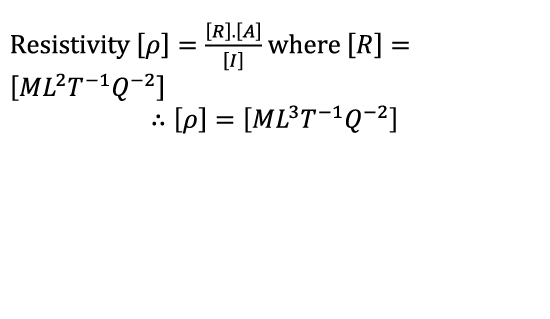 Resistivity [ρ] = [R].[A]/[I] where [R] =
[ML²T⁻¹Q⁻²]
∴ [ρ] = [ML³T⁻¹Q⁻²]